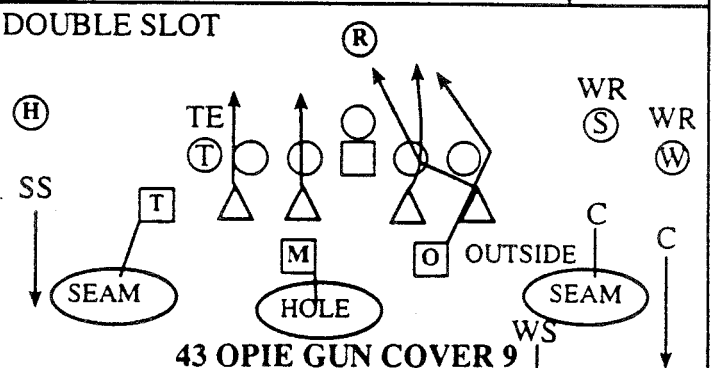 DOUBLE SLOT
R
H
TE
T
WR
S
WR
W
SS
T
M
O
OUTSIDE
C
C
SEAM
HOLE
SEAM
WS
43 OPIE GUN COVER 9